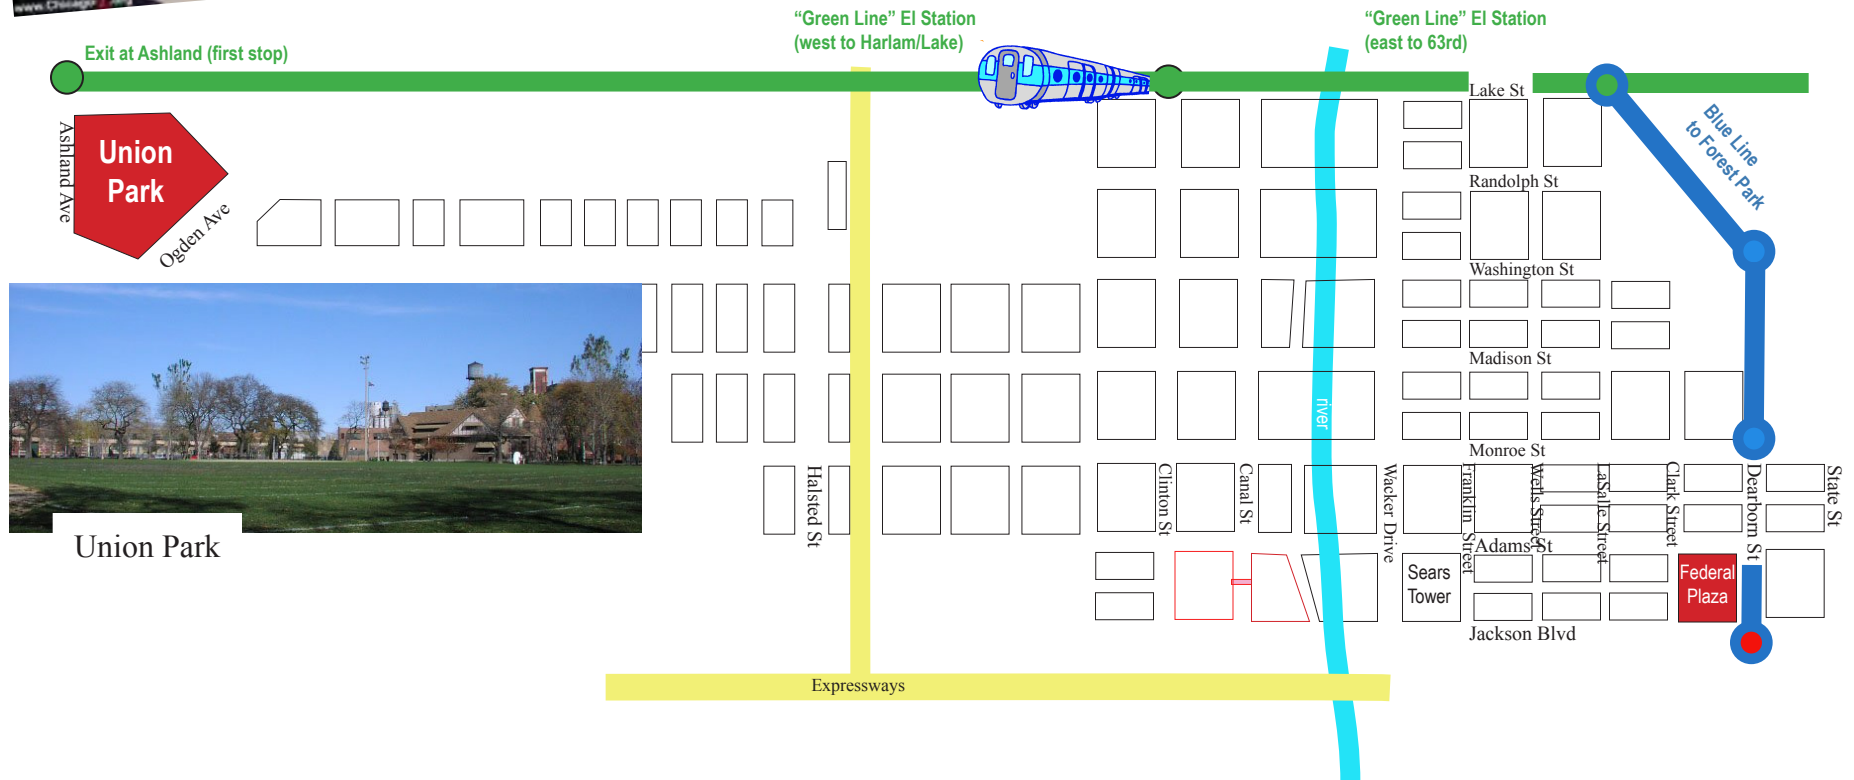 www.Chicago
“Green Line” El Station
(west to Harlam/Lake)
“Green Line” El Station
(east to 63rd)
Exit at Ashland (first stop)
Lake St
Blue Line
to Forest Park
Ashland Ave
Union
Park
Ogden Ave
Randolph St
Washington St
Madison St
river
Monroe St
Halsted St
Clinton St
Canal St
Wacker Drive
Franklin Street
Wells Street
LaSalle Street
Clark Street
Dearborn St
State St
Union Park
Adams St
Sears
Tower
Federal
Plaza
Jackson Blvd
Expressways